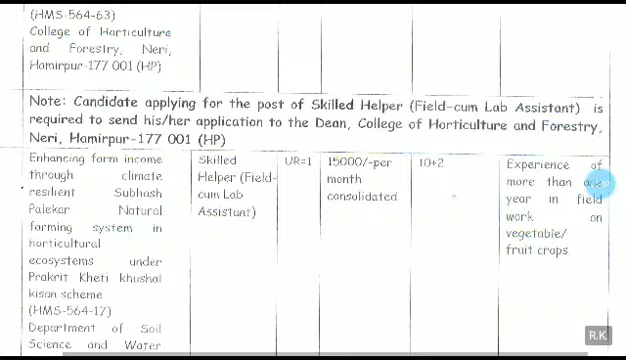 (HMS-564-63)
College of Horticulture
and Forestry, Neri,
Hamirpur-177 001 (HP)
Note: Candidate applying for the post of Skilled Helper (Field-cum Lab Assistant) is
required to send his/her application to the Dean, College of Horticulture and Forestry,
Neri, Hamirpur-177 001 (HP)
Enhancing farm income
through climate
resilient Subhash
Palekar Natural
farming system in
horticultural
ecosystems under
Prakrit Kheti khushal
kisan scheme
(HMS-564-17)
Department of Soil
Science and Water
Skilled
Helper (Field-
cum Lab
Assistant)
UR=1
15000/-per
month
consolidated
10+2
Experience of
more than one
year in field
work on
vegetable/
fruit crops
R.K.